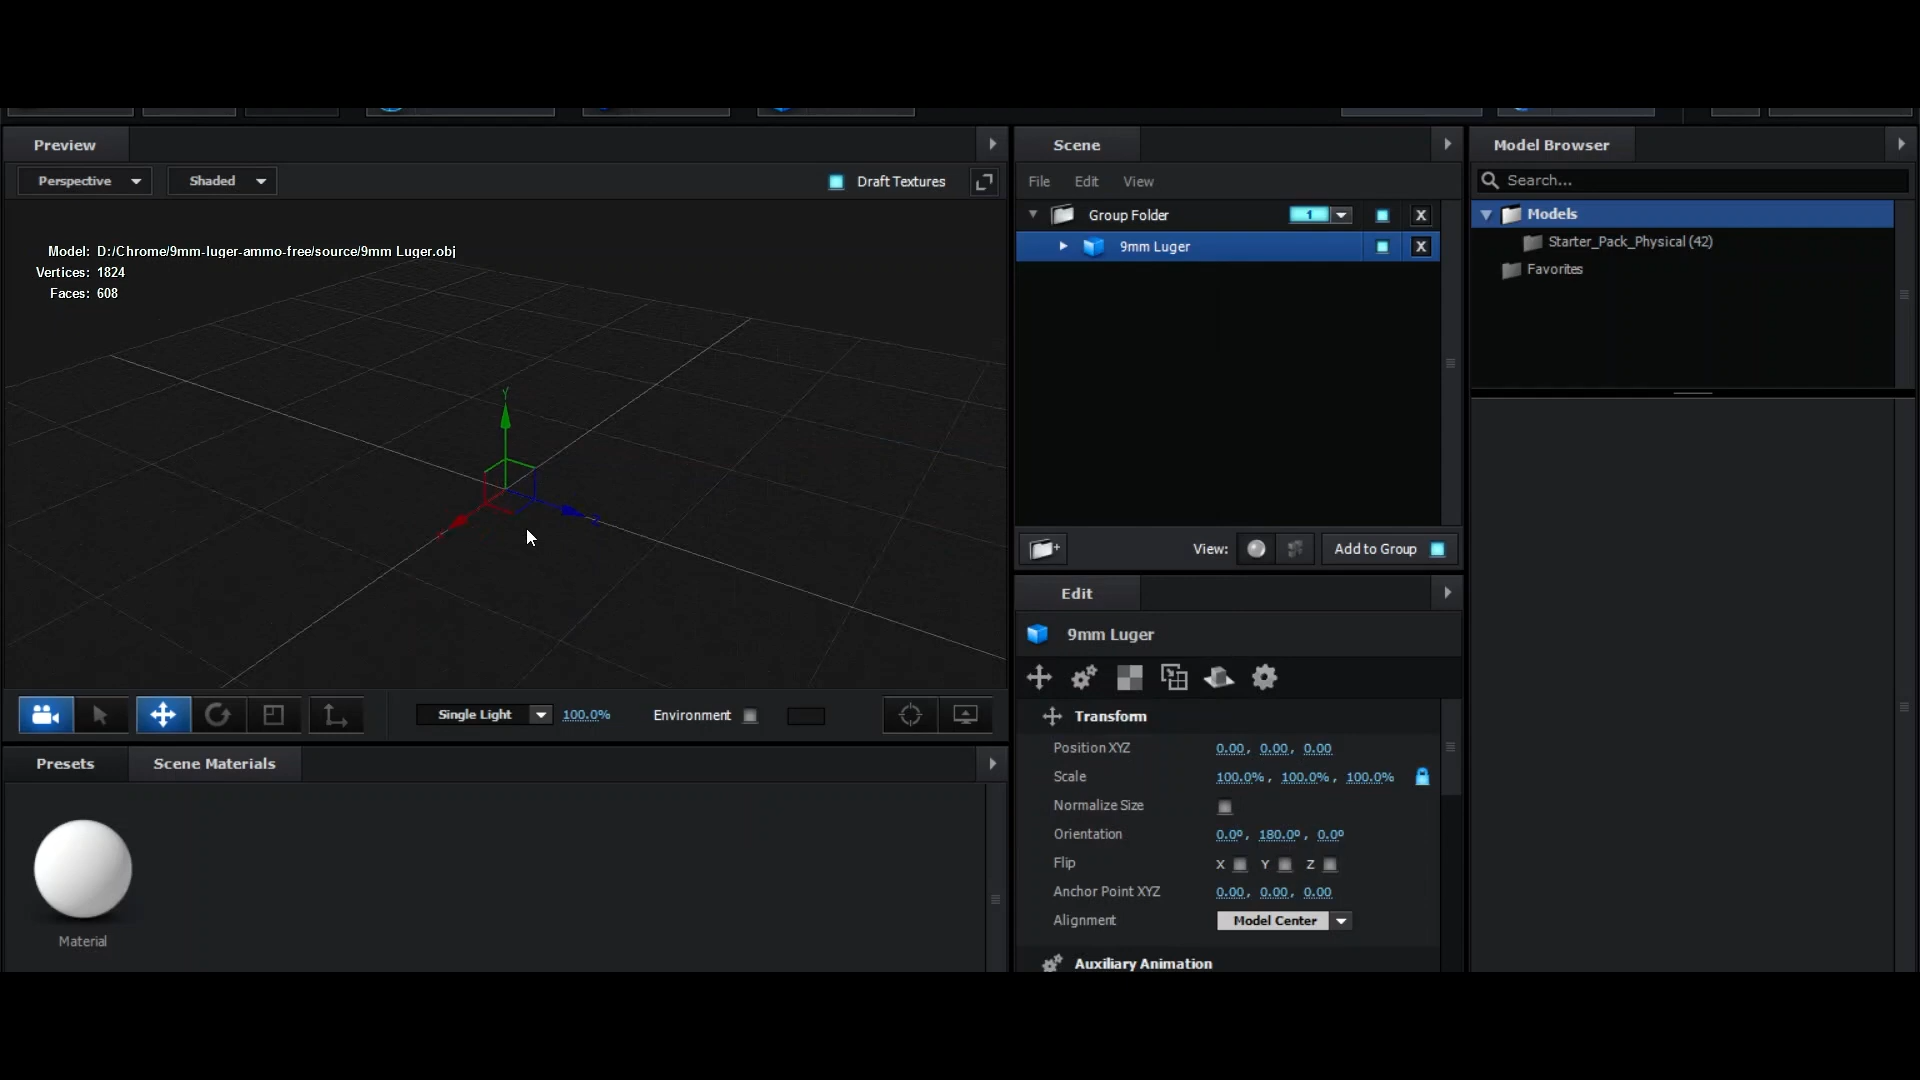 Preview
Scene
Model Browser
Perspective
Shaded
Draft Textures
File Edit View
Search...
Group Folder 1 X
9mm Luger X
Models
Starter_Pack_Physical (42)
Favorites
Model: D:/Chrome/9mm-luger-ammo-free/source/9mm Luger.obj
Vertices: 1824
Faces: 608
Y
X
Z
View: Add to Group
Edit
9mm Luger
Single Light 100.0% Environment
Transform
Position XYZ 0.00, 0.00, 0.00
Scale 100.0%, 100.0%, 100.0%
Normalize Size
Orientation 0.0º, 180.0º, 0.0º
Flip X Y Z
Anchor Point XYZ 0.00, 0.00, 0.00
Alignment Model Center
Auxiliary Animation
Presets Scene Materials
Material